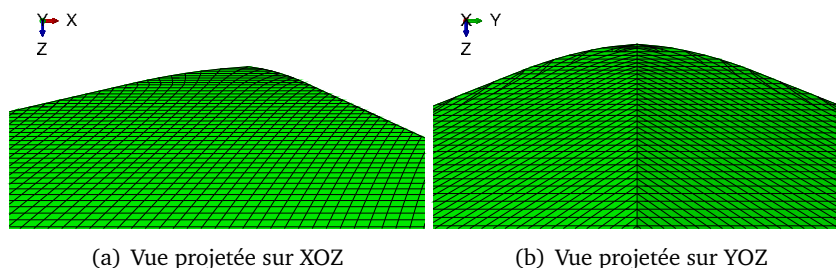 Y X
Z
X Y
Z
(a) Vue projetée sur XOZ
(b) Vue projetée sur YOZ